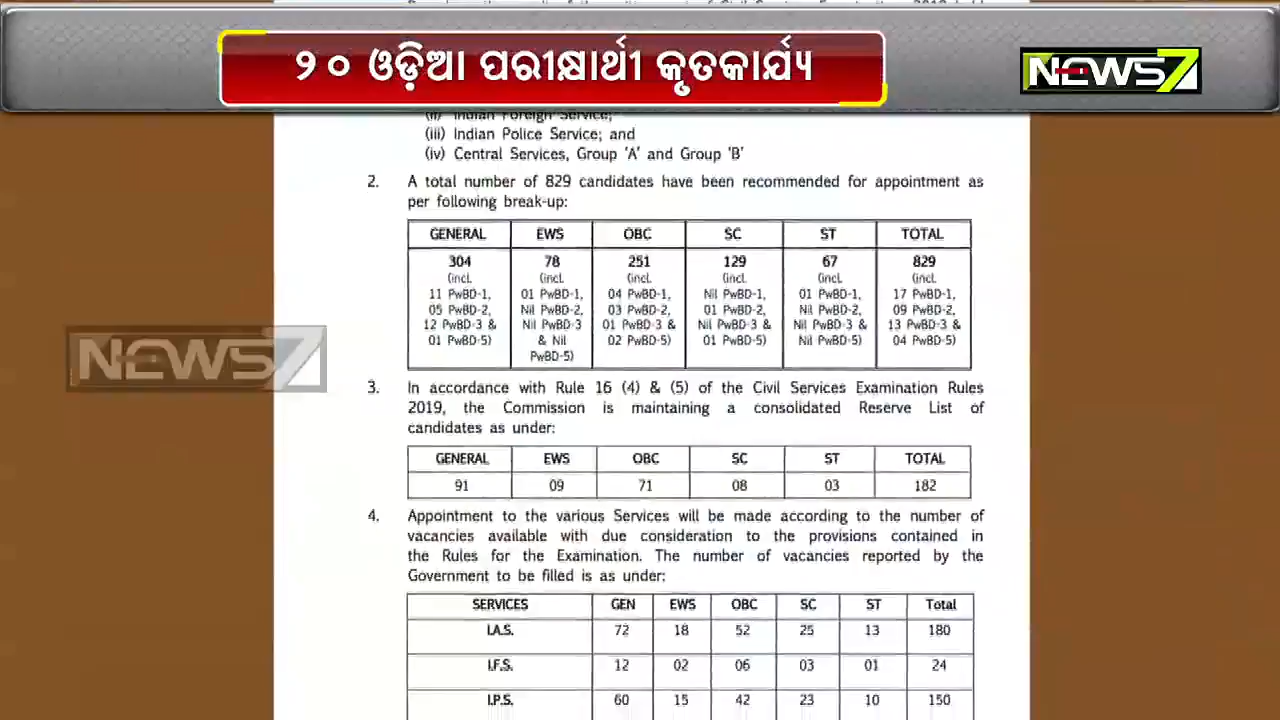 ୨୦ ଓଡ଼ିଆ ପରୀକ୍ଷାର୍ଥୀ କୃତକାର୍ଯ୍ୟ
NEWS7
(ii) Indian Foreign Service;
(iii) Indian Police Service; and
(iv) Central Services, Group 'A' and Group 'B'
2. A total number of 829 candidates have been recommended for appointment as
per following break-up:
GENERAL EWS OBC SC ST TOTAL
304 78 251 129 67 829
(incl. (incl. (incl. (incl. (incl. (incl.
11 PwBD-1, 01 PwBD-1, 04 PwBD-1, Nil PwBD-1, 01 PwBD-1, 17 PwBD-1,
05 PwBD-2, Nil PwBD-2, 03 PwBD-2, 01 PwBD-2, Nil PwBD-2, 09 PwBD-2,
12 PwBD-3 & Nil PwBD-3 01 PwBD-3 & Nil PwBD-3 & Nil PwBD-3 & 13 PwBD-3 &
01 PwBD-5) & Nil 02 PwBD-5) 01 PwBD-5) Nil PwBD-5) 04 PwBD-5)
PwBD-5)
NEWS7
3. In accordance with Rule 16 (4) & (5) of the Civil Services Examination Rules
2019, the Commission is maintaining a consolidated Reserve List of
candidates as under:
GENERAL EWS OBC SC ST TOTAL
91 09 71 08 03 182
4. Appointment to the various Services will be made according to the number of
vacancies available with due consideration to the provisions contained in
the Rules for the Examination. The number of vacancies reported by the
Government to be filled is as under:
SERVICES GEN EWS OBC SC ST Total
I.A.S. 72 18 52 25 13 180
I.F.S. 12 02 06 03 01 24
I.P.S. 60 15 42 23 10 150